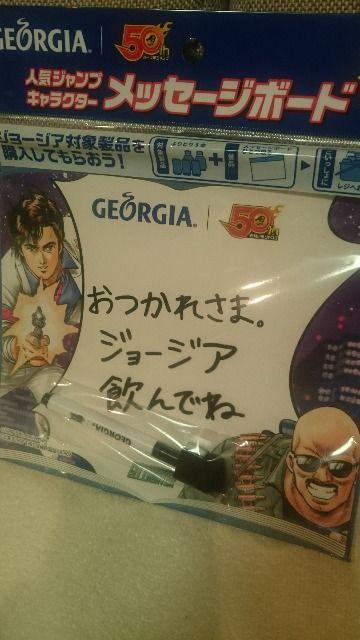 GEORGIA 50th
人気ジャンプ
キャラクター メッセージボード
ジョージア対象製品を
購入してもらおう!
GEORGIA 50th
おつかれさま。
ジョージア
飲んでね
GEORGIA